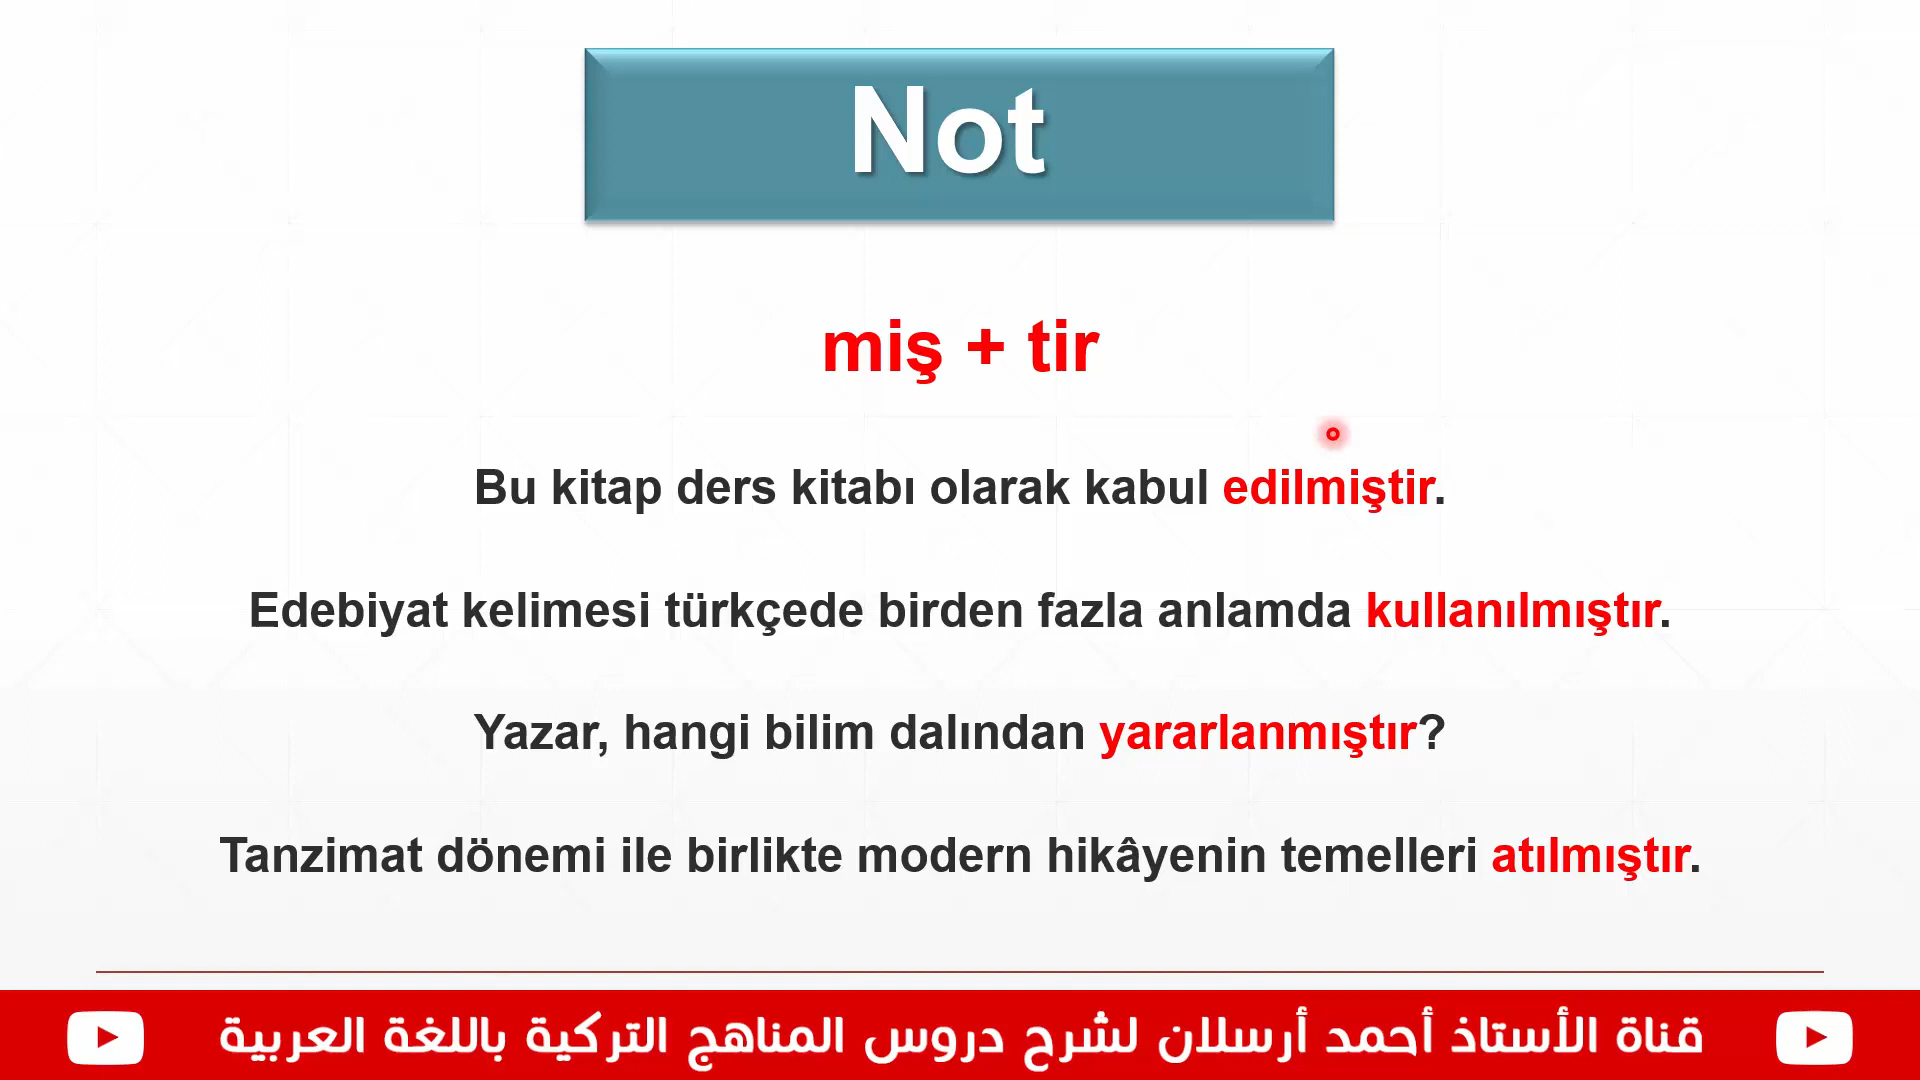 Not
miş + tir
Bu kitap ders kitabı olarak kabul edilmiştir.
Edebiyat kelimesi türkçede birden fazla anlamda kullanılmıştır.
Yazar, hangi bilim dalından yararlanmıştır?
Tanzimat dönemi ile birlikte modern hikâyenin temelleri atılmıştır.
قناة الأستاذ أحمد أرسلان لشرح دروس المناهج التركية باللغة العربية